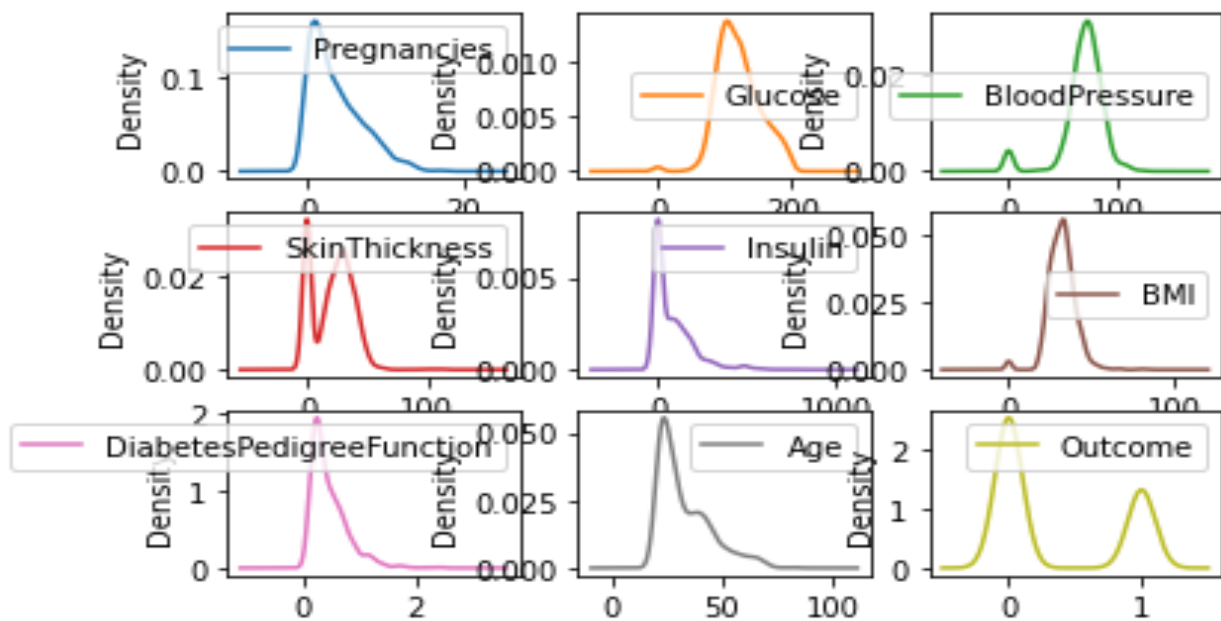 Density
0.1
0.0
0
20
Pregnancies
Density
0.010
0.005
0.000
0
200
Glucose
Density
0.02
0.00
0
100
BloodPressure
Density
0.02
0.00
0
100
SkinThickness
Density
0.005
0.000
0
1000
Insulin
Density
0.050
0.025
0.000
0
100
BMI
Density
2
1
0
0
2
DiabetesPedigreeFunction
Density
0.050
0.025
0.000
0
50
100
Age
Density
2
1
0
0
1
Outcome